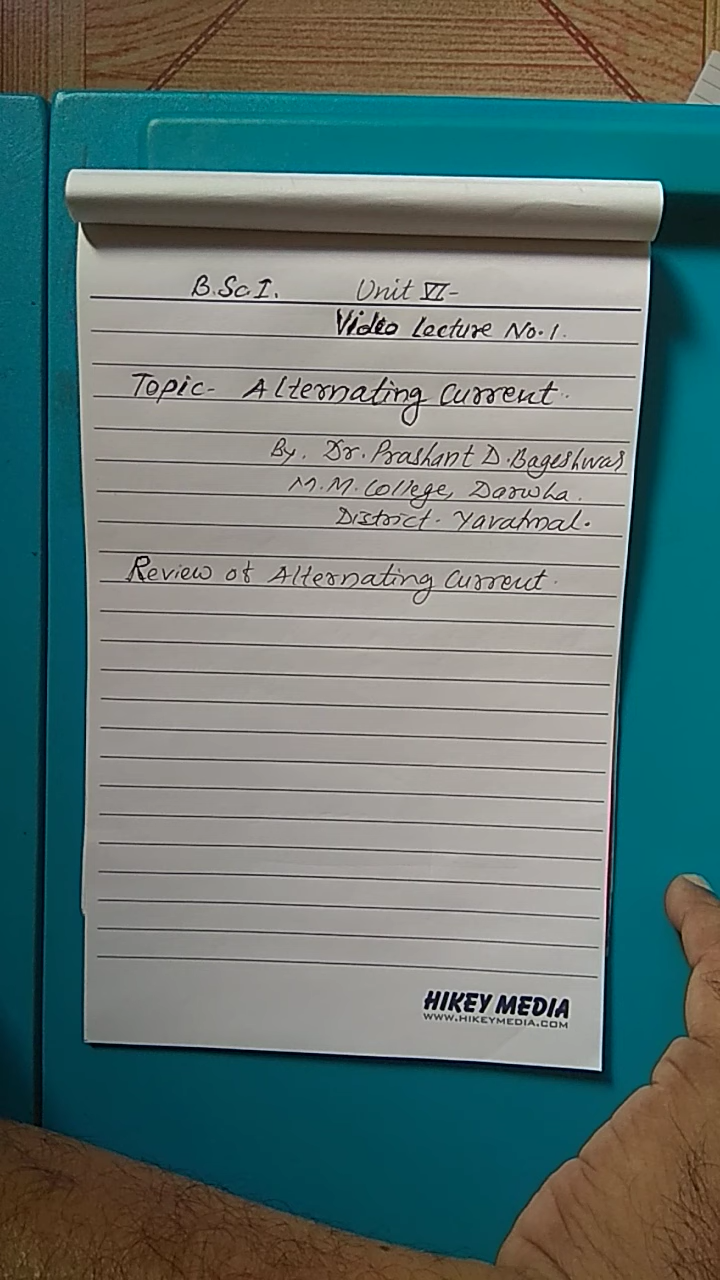 B.Sc.I. Unit VI-
Video Lecture No.1.
Topic- Alternating Current.
By. Dr. Prashant D. Bageshwar
M.M. College, Darwha.
District. Yavatmal.
Review of Alternating Current.
HIKEY MEDIA
WWW.HIKEYMEDIA.COM